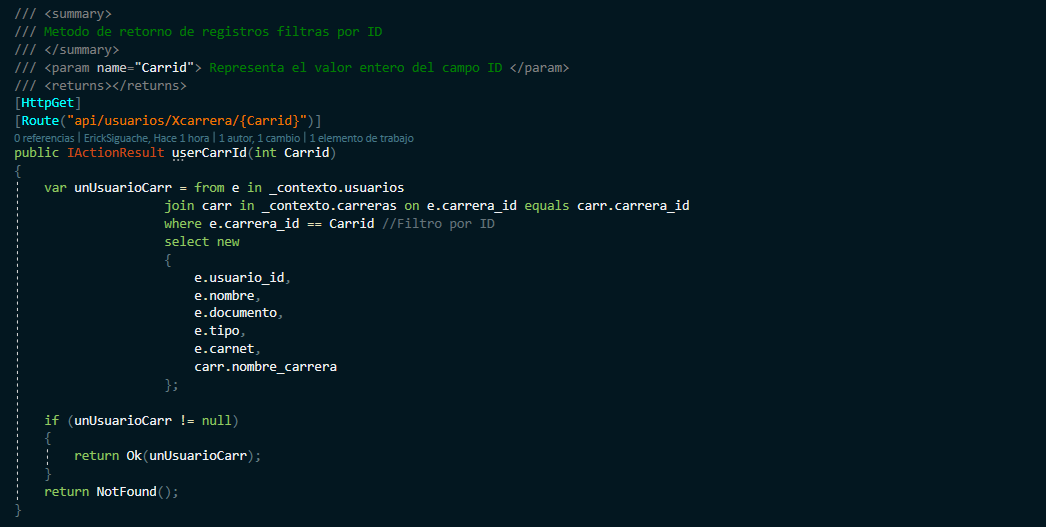 /// <summary>
/// Metodo de retorno de registros filtras por ID
/// </summary>
/// <param name="Carrid"> Representa el valor entero del campo ID </param>
/// <returns></returns>
[HttpGet]
[Route("api/usuarios/Xcarrera/{Carrid}")]
0 referencias | ErickSiguache, Hace 1 hora | 1 autor, 1 cambio | 1 elemento de trabajo
public IActionResult userCarrId(int Carrid)
{
var unUsuarioCarr = from e in _contexto.usuarios
join carr in _contexto.carreras on e.carrera_id equals carr.carrera_id
where e.carrera_id == Carrid //Filtro por ID
select new
{
e.usuario_id,
e.nombre,
e.documento,
e.tipo,
e.carnet,
carr.nombre_carrera
};
if (unUsuarioCarr != null)
{
return Ok(unUsuarioCarr);
}
return NotFound();
}